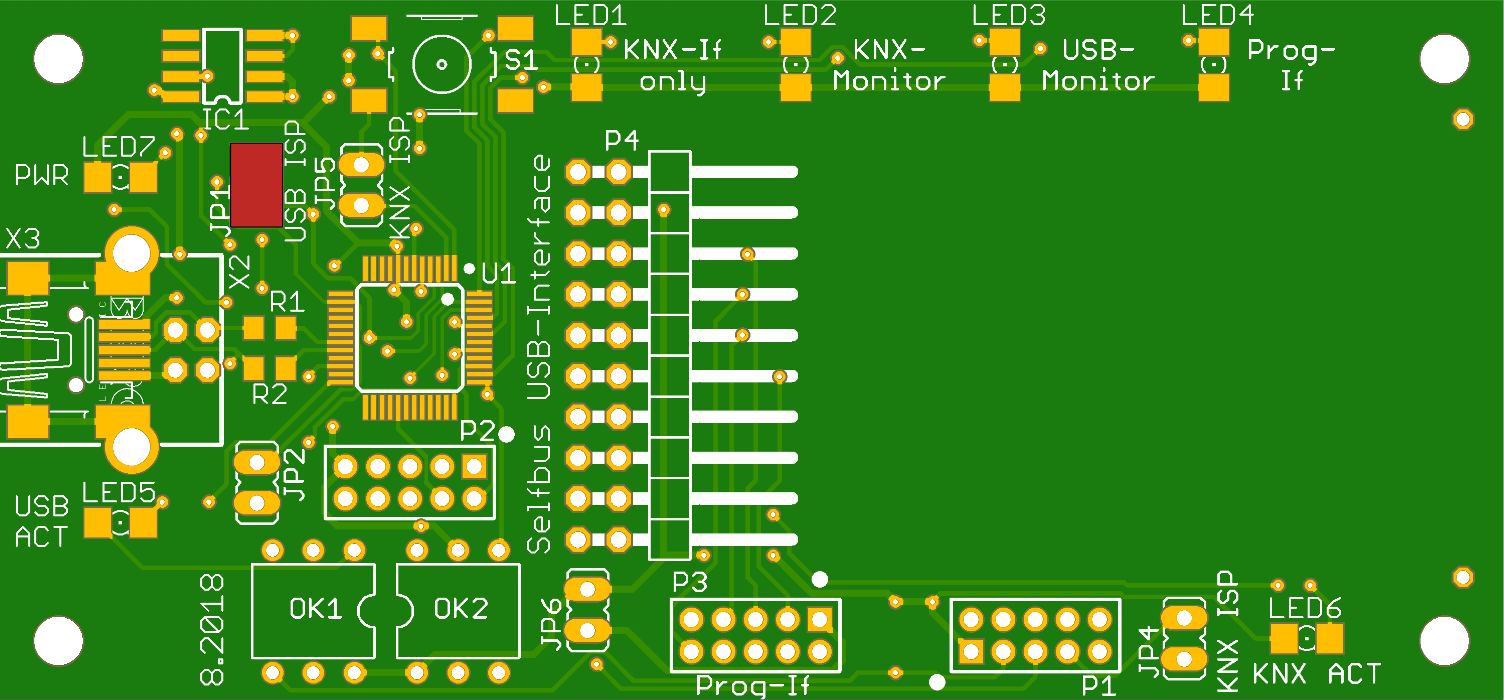 LED1
LED2
LED3
LED4
KNX-If
only
KNX-
Monitor
USB-
Monitor
Prog-
If
S1
IC1
LED7
PWR
JP1
USB ISP
JP5
KNX ISP
P4
Selfbus USB-Interface
X3
X2
U1
R1
R2
P2
JP2
LED5
USB
ACT
8.2018
OK1
OK2
JP6
P3
Prog-If
P1
JP4
KNX ISP
LED6
KNX ACT